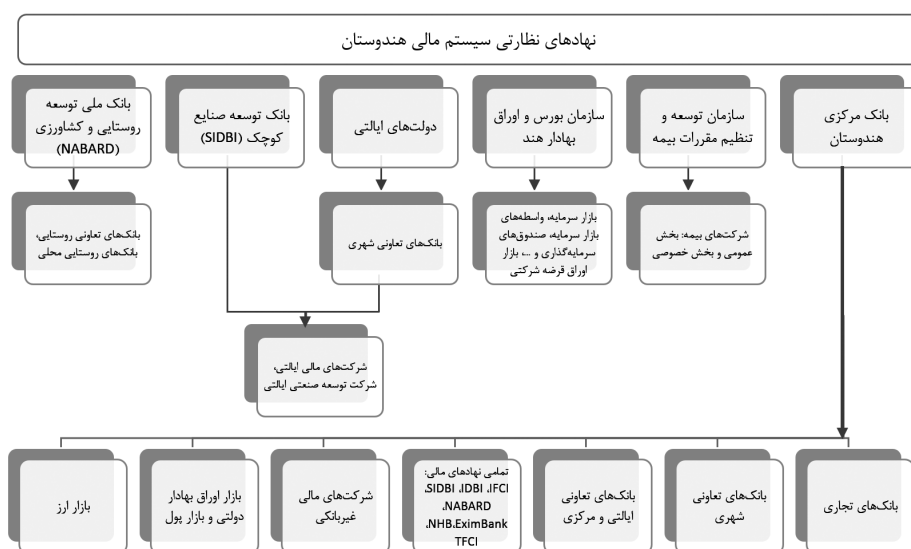 نهادهای نظارتی سیستم مالی هندوستان
بانک مرکزی
هندوستان
سازمان توسعه و
تنظیم مقررات بیمه
سازمان بورس و اوراق
بهادار هند
دولت‌های ایالتی
بانک توسعه صنایع
کوچک (SIDBI)
بانک ملی توسعه
روستایی و کشاورزی
(NABARD)
شرکت‌های بیمه: بخش
عمومی و بخش خصوصی
بازار سرمایه، واسطه‌های
بازار سرمایه، صندوق‌های
سرمایه‌گذاری و ...، بازار
اوراق قرضه شرکتی
بانک‌های تعاونی شهری
بانک‌های تعاونی روستایی،
بانک‌های روستایی محلی
شرکت‌های مالی ایالتی،
شرکت توسعه صنعتی ایالتی
بانک‌های تجاری
بانک‌های تعاونی
شهری
بانک‌های تعاونی
ایالتی و مرکزی
تمامی نهادهای مالی:
IFCI، IDBI، SIDBI،
NABARD،
EximBank،NHB،
TFCI
شرکت‌های مالی
غیربانکی
بازار اوراق بهادار
دولتی و بازار پول
بازار ارز